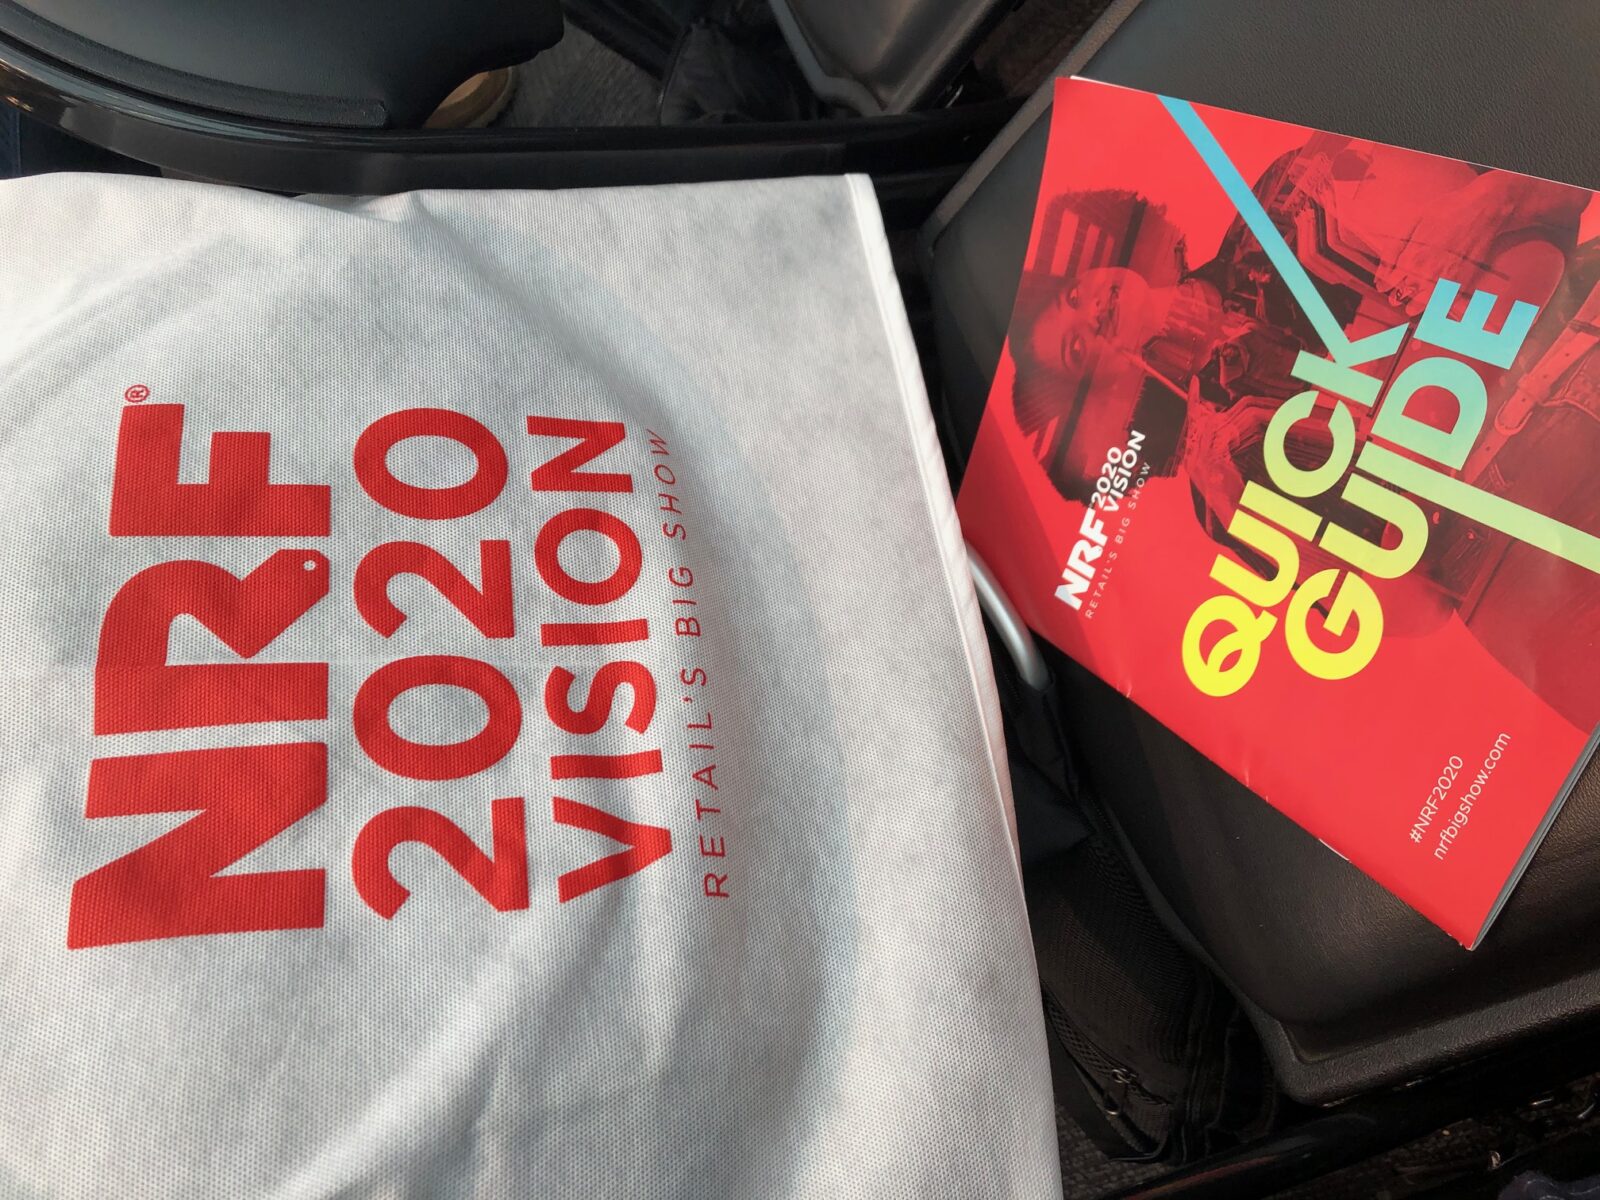 NRF®
2020
VISION
RETAIL'S BIG SHOW
NRF 2020
VISION
RETAIL'S BIG SHOW
QUICK
GUIDE
#NRF2020
nrfbigshow.com